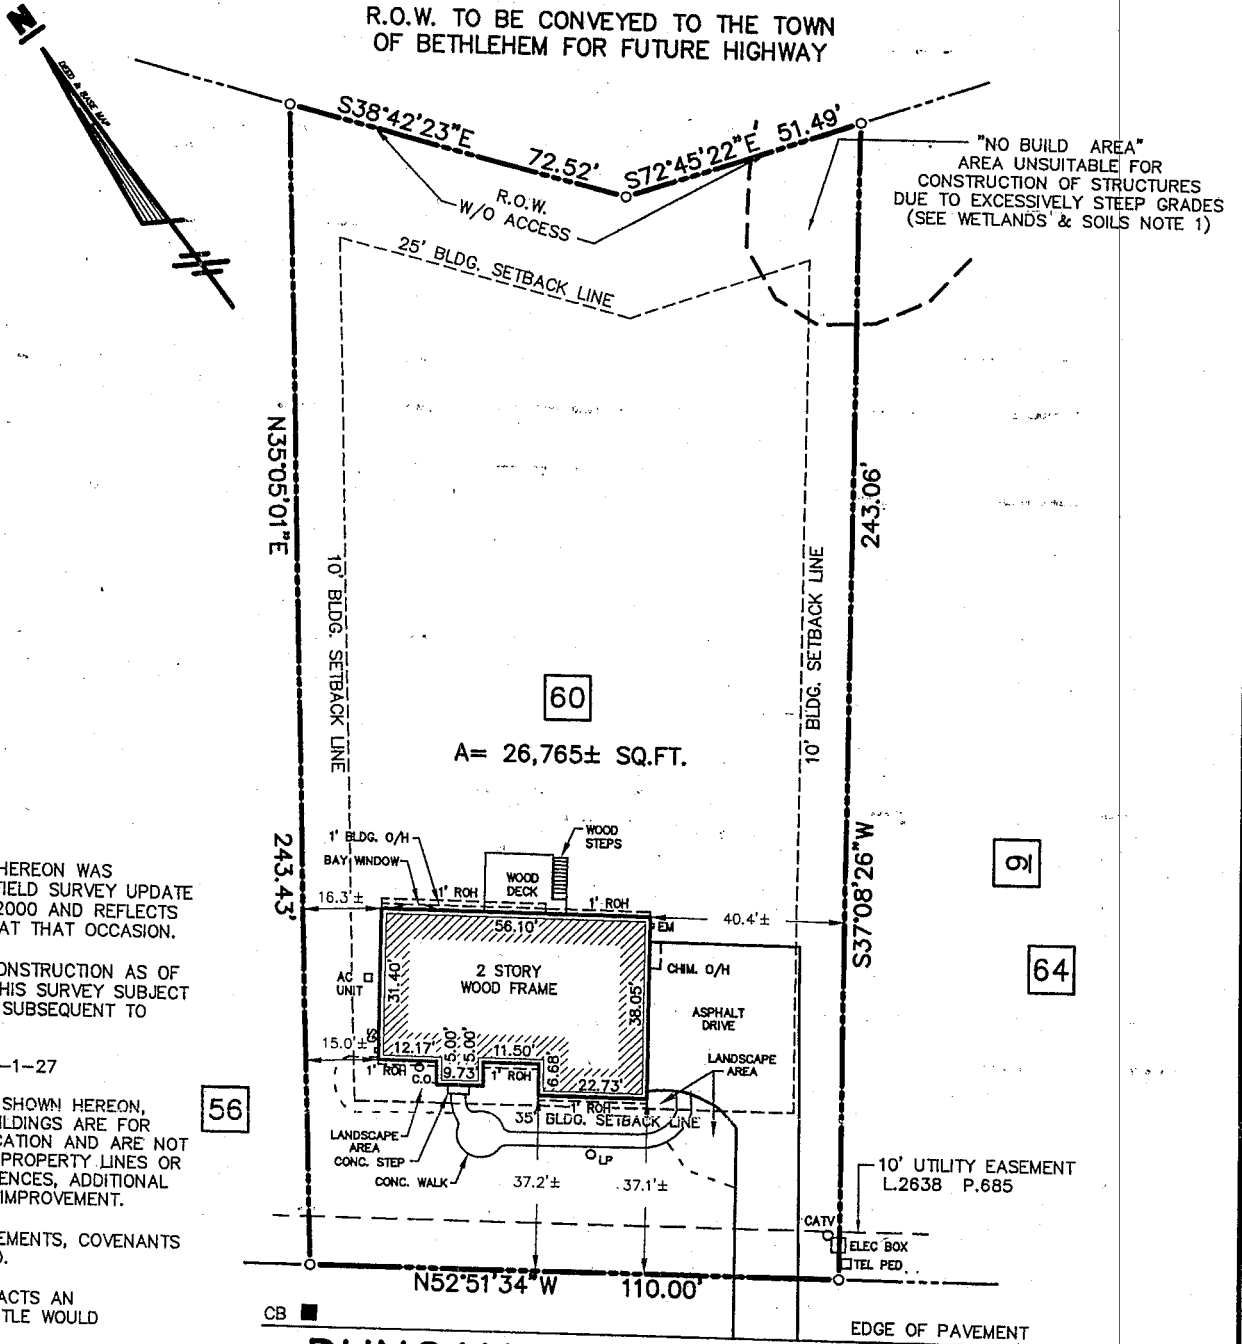 R.O.W. TO BE CONVEYED TO THE TOWN
OF BETHLEHEM FOR FUTURE HIGHWAY
N
DEED & BASE MAP
S38°42'23"E
72.52'
S72°45'22"E
51.49'
"NO BUILD AREA"
AREA UNSUITABLE FOR
CONSTRUCTION OF STRUCTURES
DUE TO EXCESSIVELY STEEP GRADES
(SEE WETLANDS & SOILS NOTE 1)
R.O.W.
W/O ACCESS
25' BLDG. SETBACK LINE
N35°05'01"E
243.43'
243.06'
S37°08'26"W
10' BLDG. SETBACK LINE
10' BLDG. SETBACK LINE
60
A= 26,765± SQ.FT.
1' BLDG. O/H
BAY WINDOW
WOOD
STEPS
WOOD
DECK
1' ROH
1' ROH
16.3'±
56.10'
40.4'±
EM
CHIM. O/H
2 STORY
WOOD FRAME
AC
UNIT
31.40'
38.05'
ASPHALT
DRIVE
GS
15.0'±
12.17'
5.00'
5.00'
11.50'
9.73'
6.68'
22.73'
1' ROH
C.O.
1' ROH
1' ROH
LANDSCAPE
AREA
35' BLDG. SETBACK LINE
LANDSCAPE
AREA
CONC. STEP
CONC. WALK
LP
37.2'±
37.1'±
9
64
56
HEREON WAS
FIELD SURVEY UPDATE
2000 AND REFLECTS
AT THAT OCCASION.
ONSTRUCTION AS OF
HIS SURVEY SUBJECT
SUBSEQUENT TO
-1-27
SHOWN HEREON,
ILDINGS ARE FOR
CATION AND ARE NOT
PROPERTY LINES OR
ENCES, ADDITIONAL
IMPROVEMENT.
EMENTS, COVENANTS
).
ACTS AN
TLE WOULD
10' UTILITY EASEMENT
L.2638 P.685
CATV
ELEC BOX
TEL PED.
N52°51'34"W
110.00'
CB
EDGE OF PAVEMENT